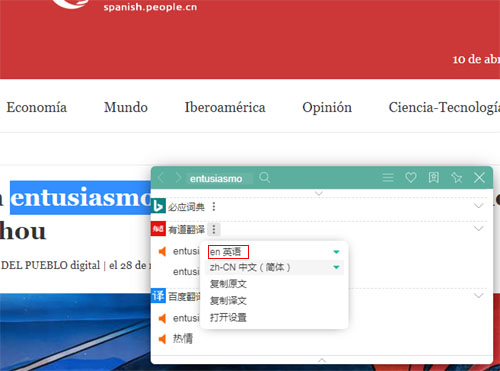 spanish.people.cn
10 de abr
Economía Mundo Iberoamérica Opinión Ciencia-Tecnología
entusiasmo
entusiasmo
必应词典
hou
有道翻译
entusi
en 英语
DEL PUEBLO digital | el 28 de
zh-CN 中文（简体）
entusi
复制原文
百度翻译
复制译文
entusi
打开设置
热情